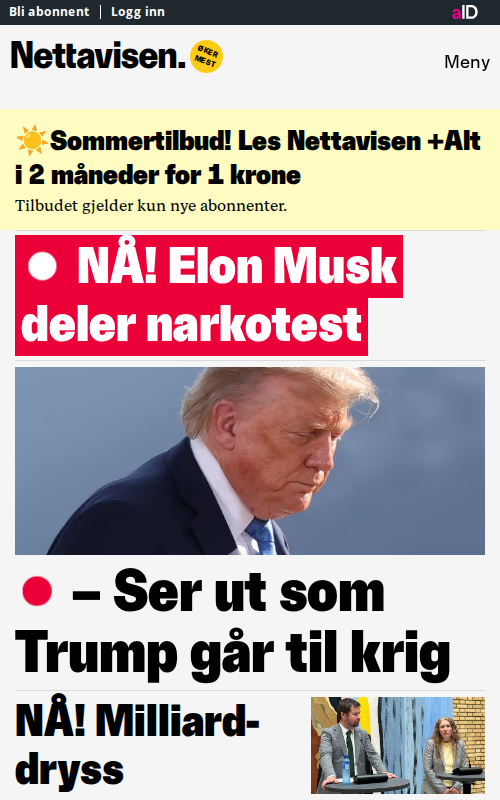 Bli abonnent | Logg inn
aID
Nettavisen.
ØKER
MEST
Meny
☀️Sommertilbud! Les Nettavisen +Alt
i 2 måneder for 1 krone
Tilbudet gjelder kun nye abonnenter.
NÅ! Elon Musk
deler narkotest
– Ser ut som
Trump går til krig
NÅ! Milliard-
dryss